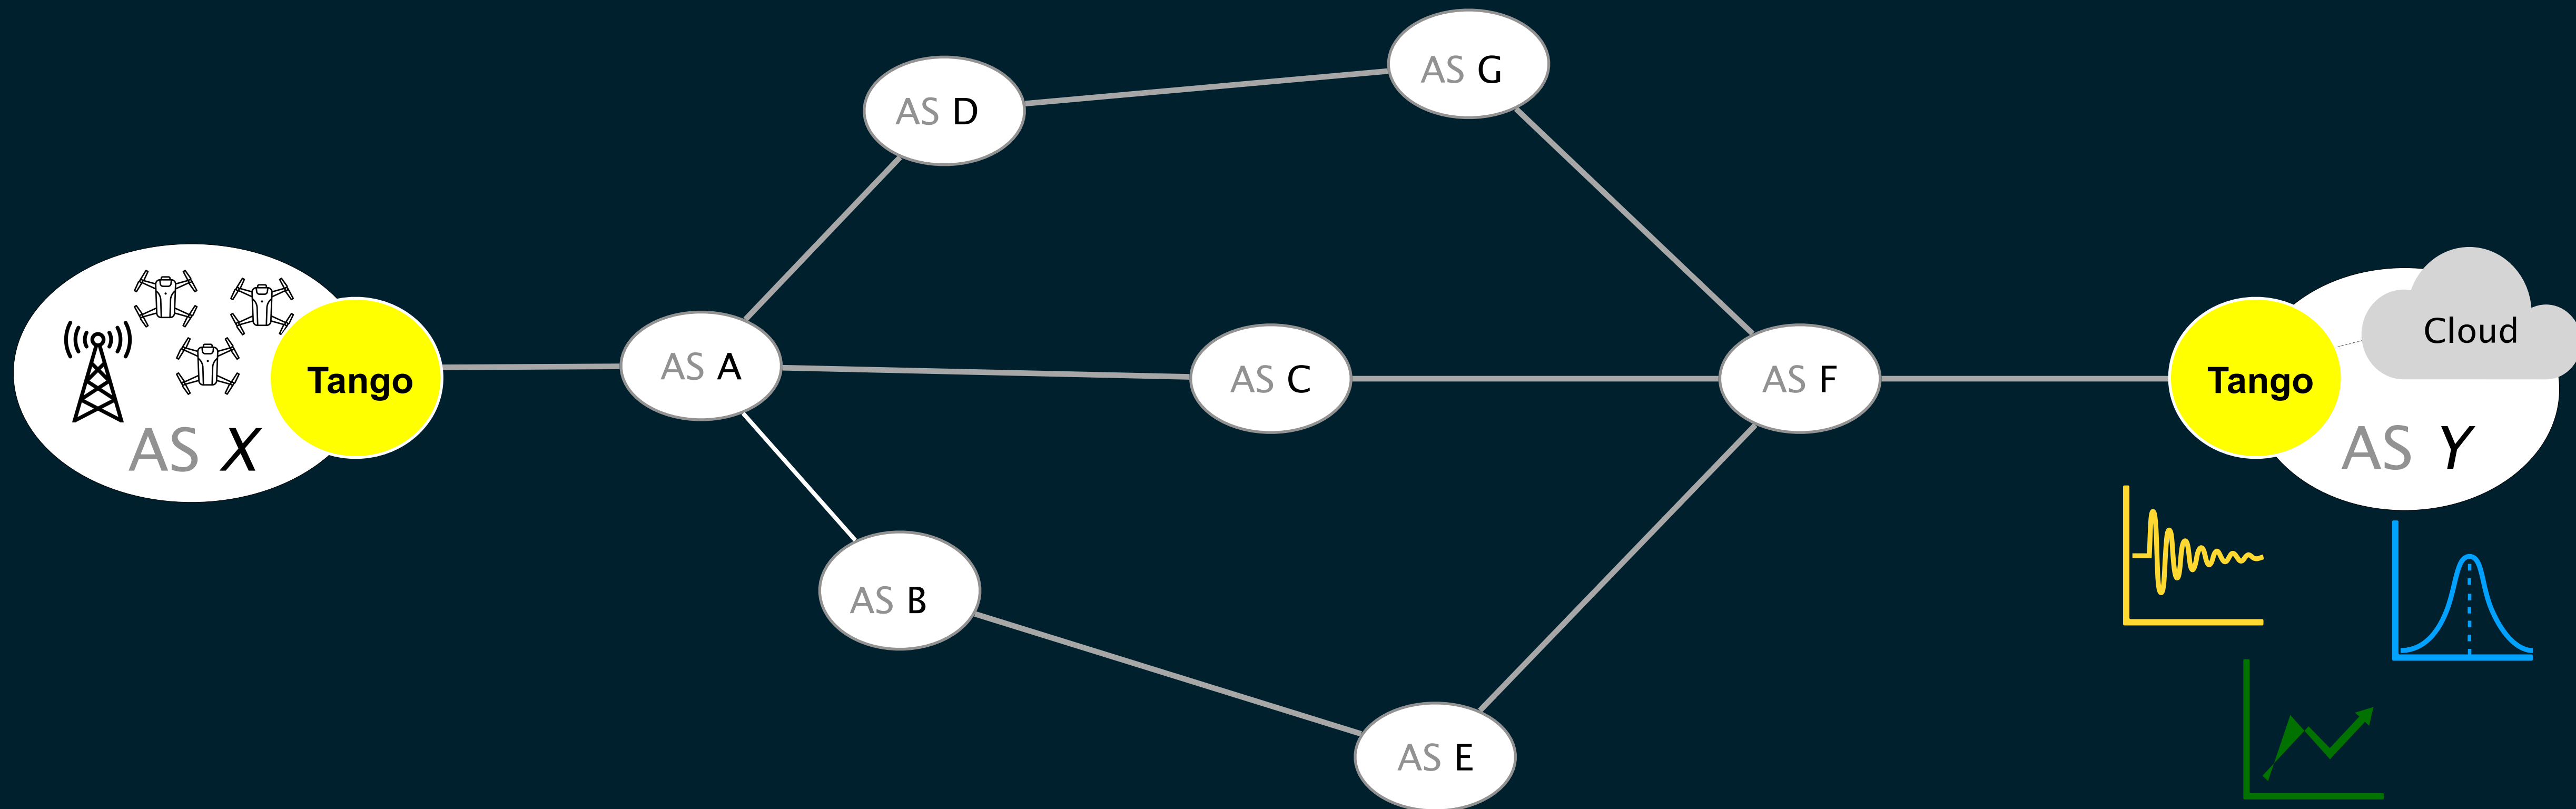 AS G
AS D
Cloud
Tango
AS A
AS C
AS F
Tango
AS X
AS Y
AS B
AS E